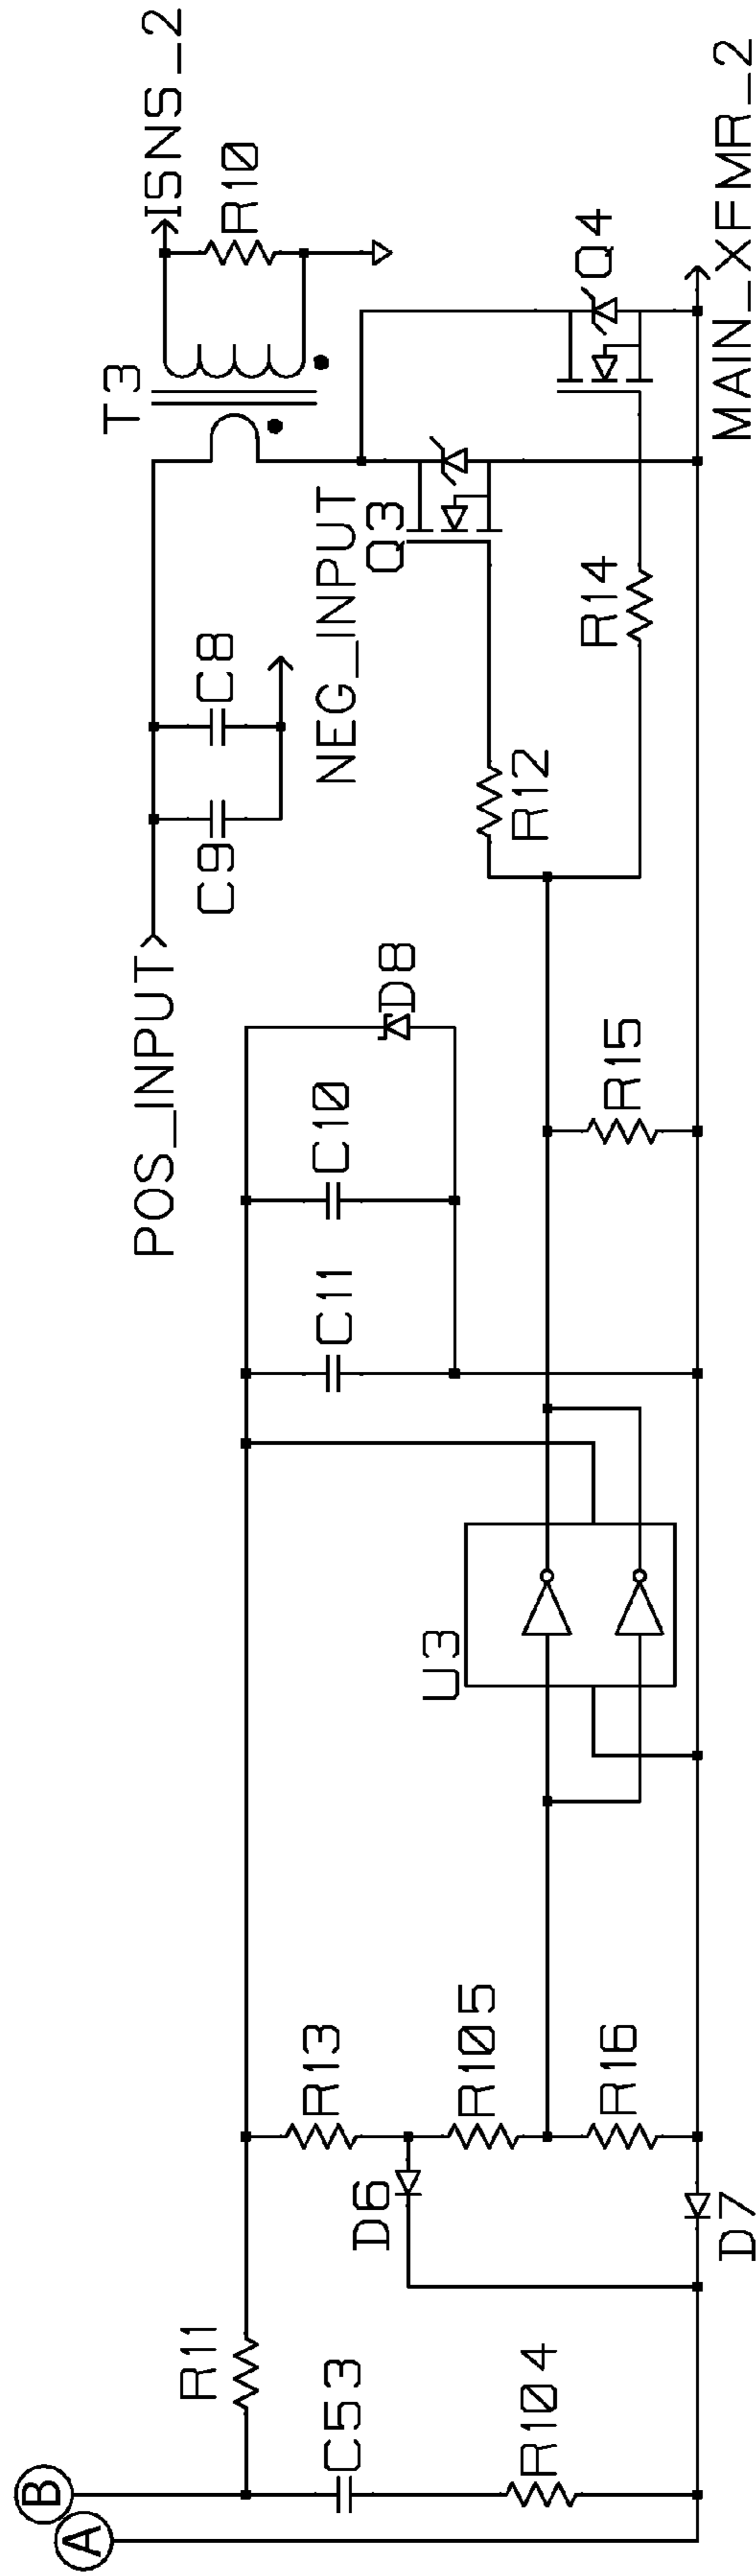 B
A
R11
C53
R104
D6
D7
R13
R105
R16
U3
C11
C10
D8
R15
POS_INPUT
C9
C8
NEG_INPUT
R12
R14
T3
Q3
Q4
R10
ISNS_2
MAIN_XFMR_2